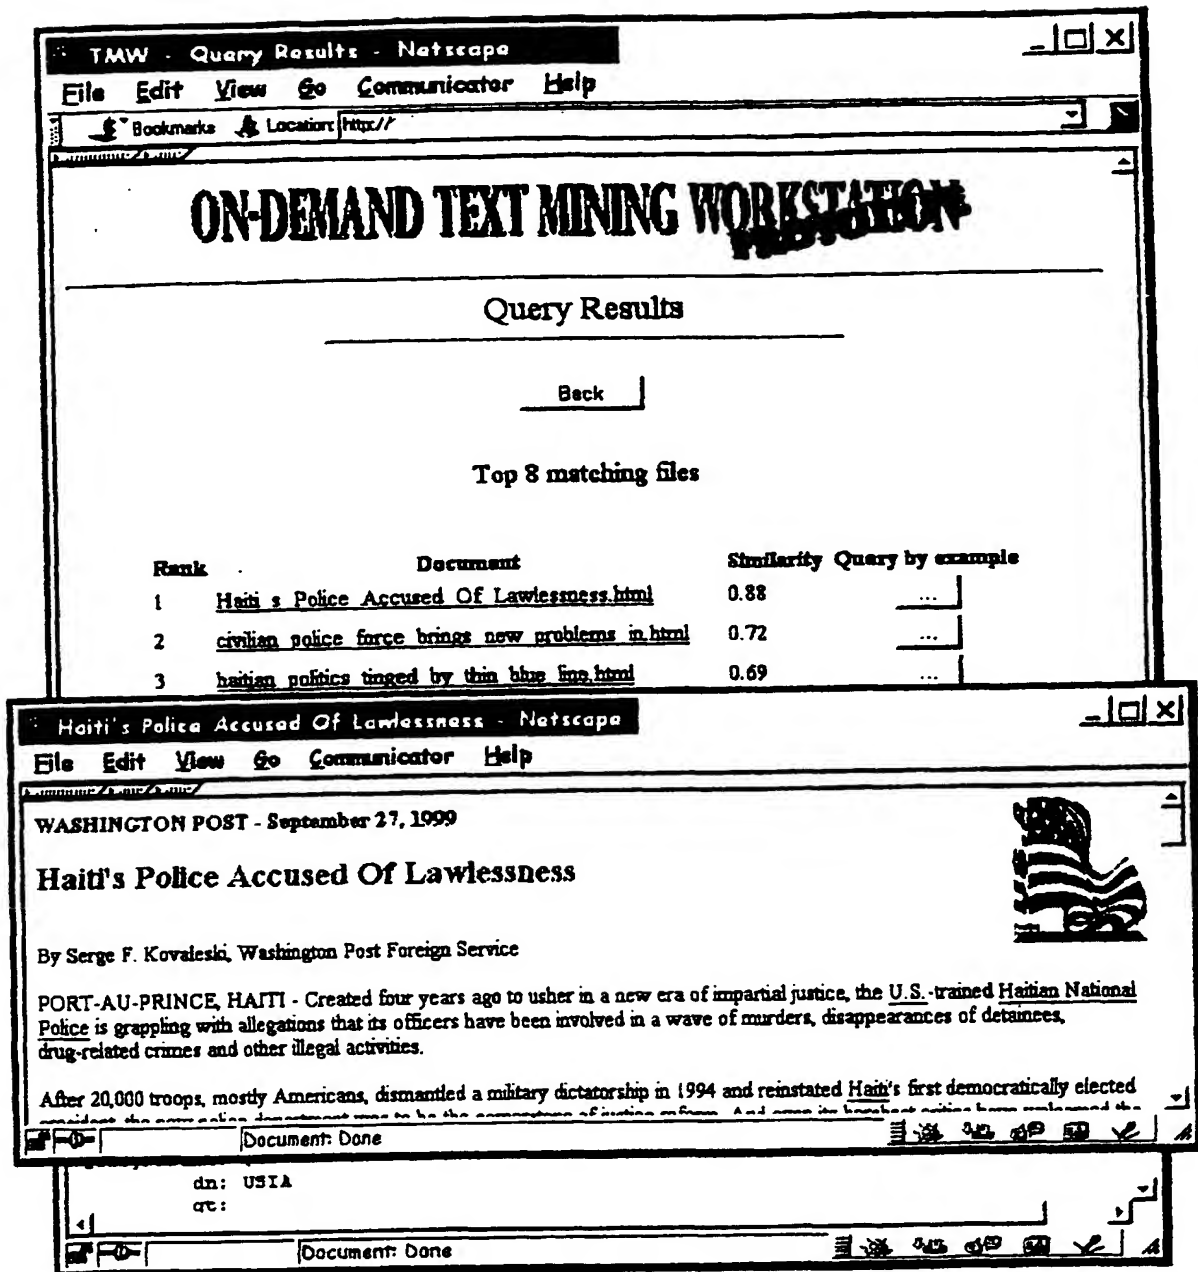 TMW - Query Results - Netscape
File Edit View Go Communicator Help
Bookmarks Location: http://
ON-DEMAND TEXT MINING WORKSTATION
Query Results
Back
Top 8 matching files
Rank Document Similarity Query by example
1 Haiti s Police Accused Of Lawlessness.html 0.88 ...
2 civilian police force brings new problems in.html 0.72 ...
3 haitian politics tinged by thin blue line.html 0.69 ...
Haiti's Police Accused Of Lawlessness - Netscape
File Edit View Go Communicator Help
WASHINGTON POST - September 27, 1999
Haiti's Police Accused Of Lawlessness
By Serge F. Kovaleski, Washington Post Foreign Service
PORT-AU-PRINCE, HAITI - Created four years ago to usher in a new era of impartial justice, the U.S.-trained Haitian National
Police is grappling with allegations that its officers have been involved in a wave of murders, disappearances of detainees,
drug-related crimes and other illegal activities.
After 20,000 troops, mostly Americans, dismantled a military dictatorship in 1994 and reinstated Haiti's first democratically elected
Document: Done
dn: USIA
Document: Done